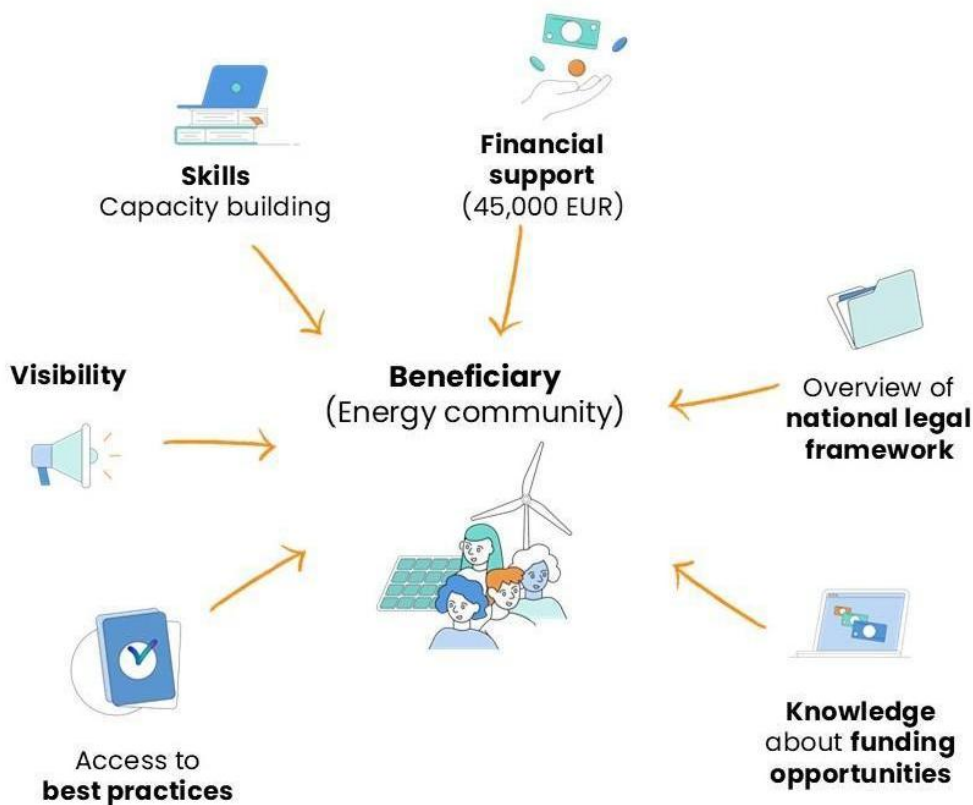 Financial
support
(45,000 EUR)
Skills
Capacity building
Visibility
Beneficiary
(Energy community)
Overview of
national legal
framework
Access to
best practices
Knowledge
about funding
opportunities